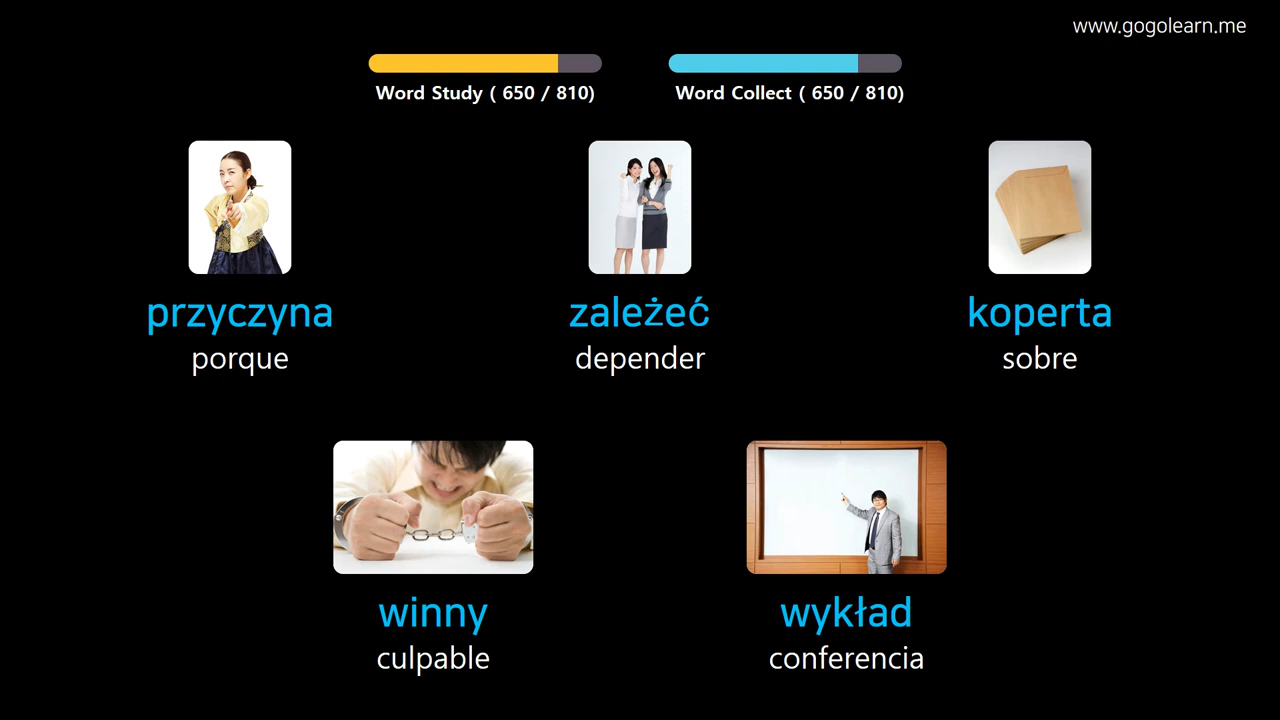 www.gogolearn.me
Word Study ( 650 / 810)
Word Collect ( 650 / 810)
przyczyna
porque
zależeć
depender
koperta
sobre
winny
culpable
wykład
conferencia